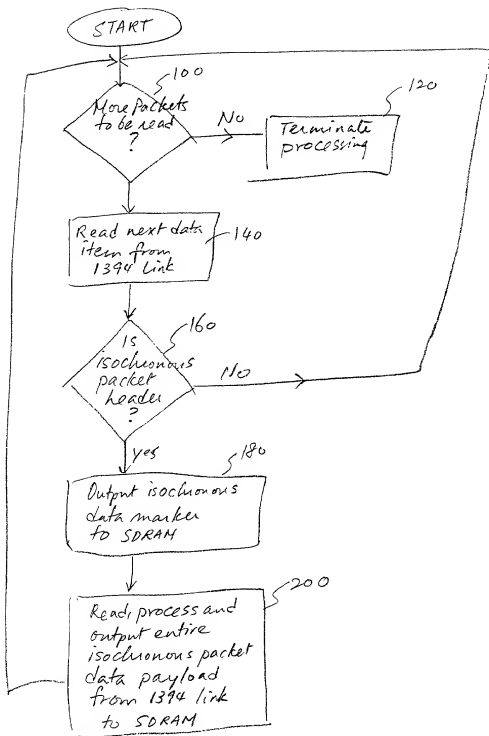 START
100
More Packets
to be read
?
No
120
Terminate
processing
Read next data
item from
1394 Link
140
160
Is
isochronous
packet
header
?
No
yes
180
Output isochronous
data marker
to SDRAM
200
Read, process and
output entire
isochronous packet
data payload
from 1394 link
to SDRAM